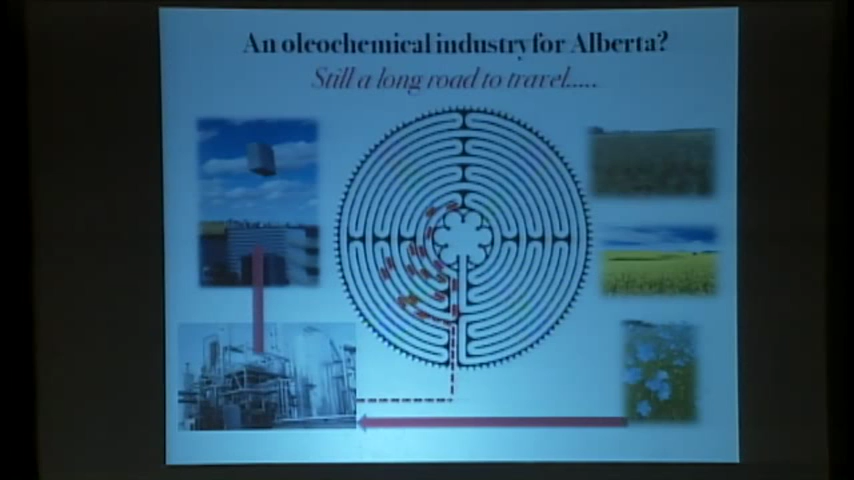 An oleochemical industry for Alberta?
Still a long road to travel.....